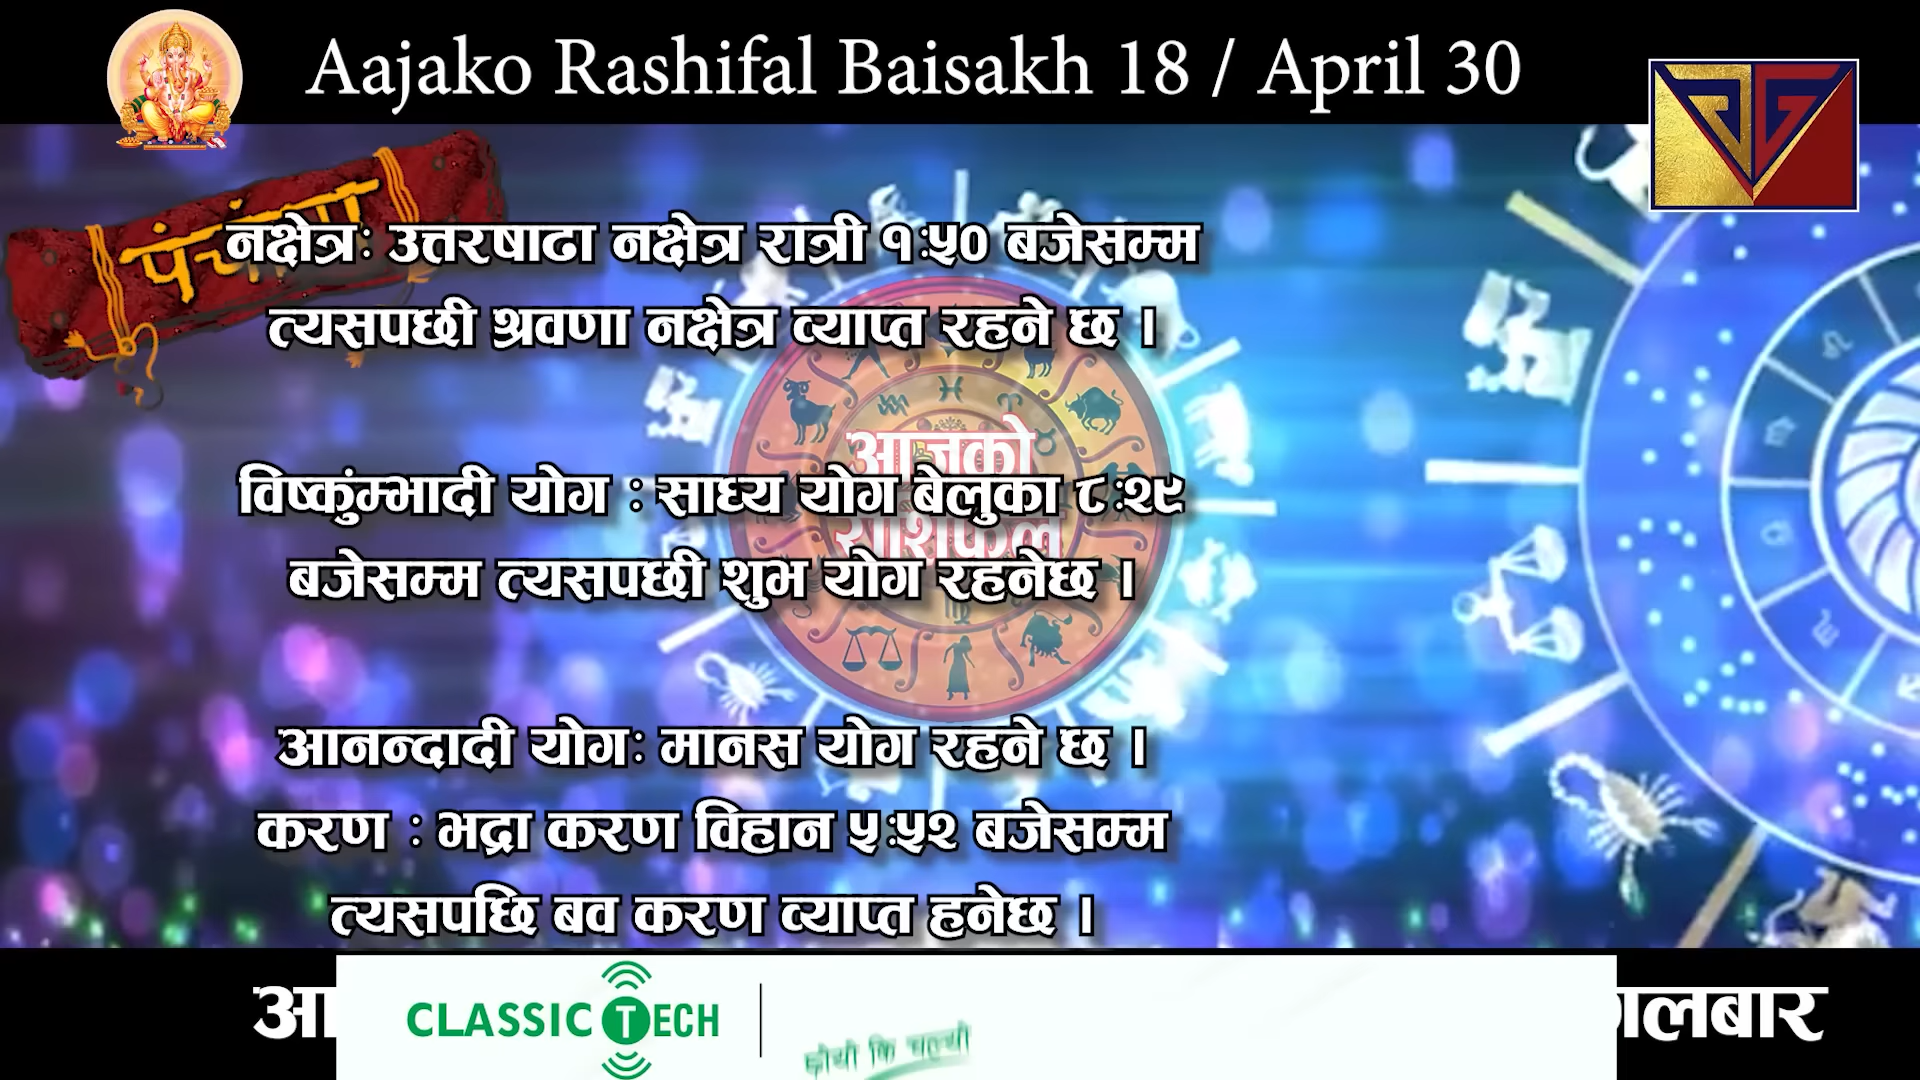 Aajako Rashifal Baisakh 18 / April 30
नक्षेत्रः उत्तरषाढा नक्षेत्र रात्री १:५० बजेसम्म
त्यसपछी श्रवणा नक्षेत्र व्याप्त रहने छ ।
आजको
राशिफल
विष्कुंम्भादी योग : साध्य योग बेलुका ८:२९
बजेसम्म त्यसपछी शुभ योग रहनेछ ।
आनन्दादी योगः मानस योग रहने छ ।
करण : भद्रा करण विहान ५:५२ बजेसम्म
त्यसपछि बव करण व्याप्त हनेछ ।
CLASSIC TECH